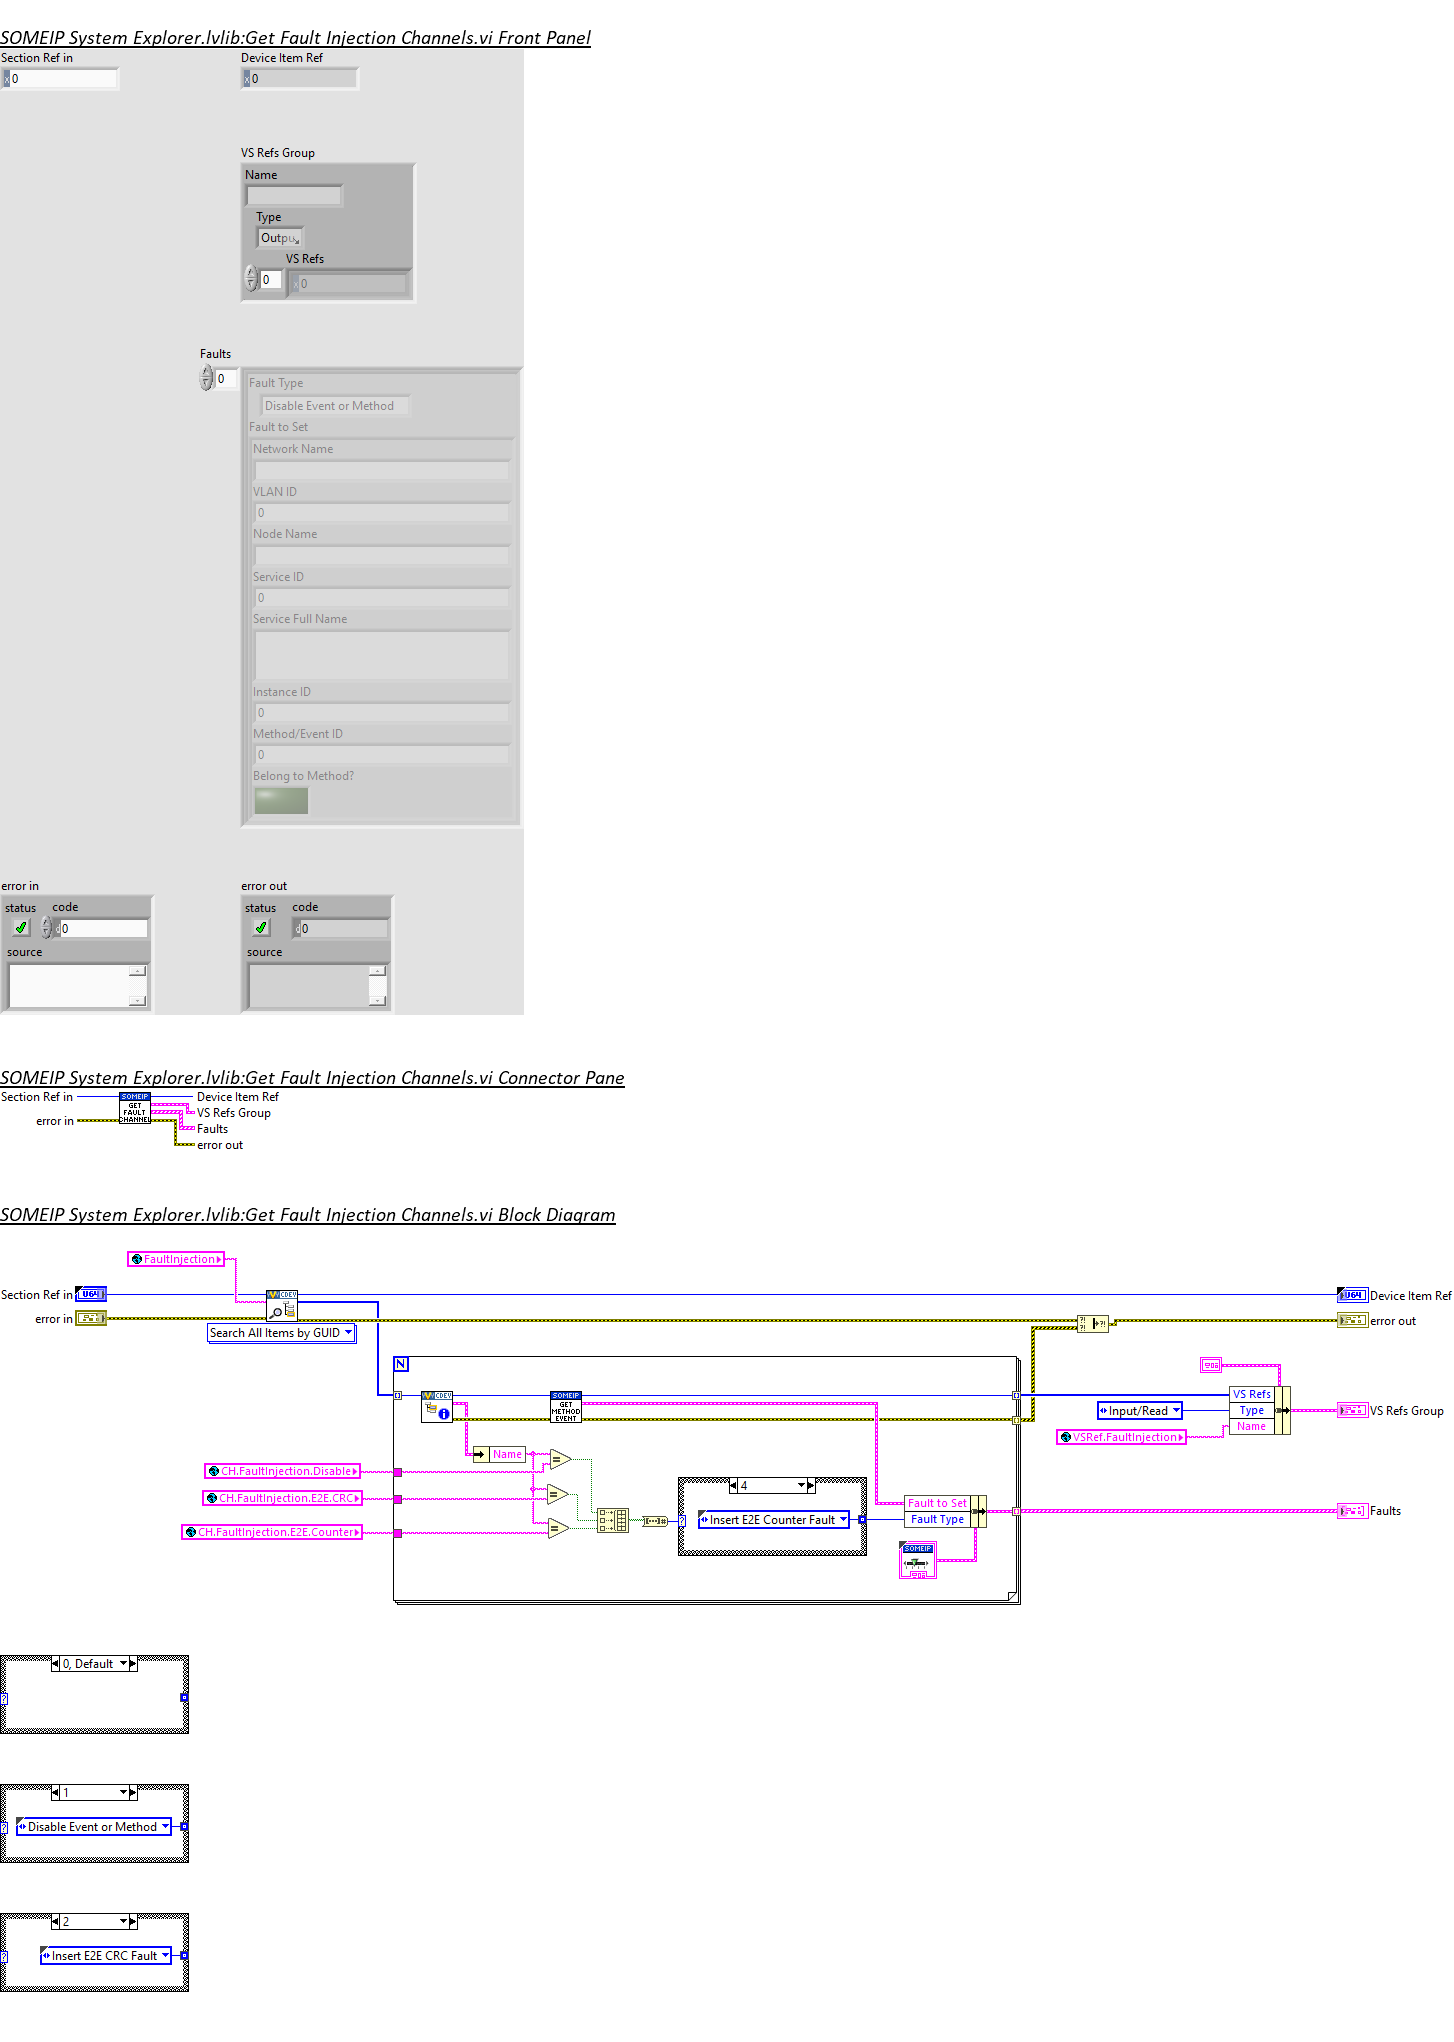 SOMEIP System Explorer.lvlib:Get Fault Injection Channels.vi Front Panel
Section Ref in
Device Item Ref
x 0
x 0
VS Refs Group
Name
Type
Outpu
VS Refs
0
x 0
Faults
0
Fault Type
Disable Event or Method
Fault to Set
Network Name
VLAN ID
0
Node Name
Service ID
0
Service Full Name
Instance ID
0
Method/Event ID
0
Belong to Method?
error in
error out
status code
status code
d 0
d 0
source
source
SOMEIP System Explorer.lvlib:Get Fault Injection Channels.vi Connector Pane
Section Ref in
SOMEIP
GET
FAULT
CHANNEL
Device Item Ref
VS Refs Group
error in
Faults
error out
SOMEIP System Explorer.lvlib:Get Fault Injection Channels.vi Block Diagram
FaultInjection
Section Ref in
U64
CDEV
U64
Device Item Ref
error in
error out
Search All Items by GUID
N
CDEV
SOMEIP
GET
METHOD
EVENT
VS Refs
Input/Read
Type
VS Refs Group
VSRef.FaultInjection
Name
Name
CH.FaultInjection.Disable
CH.FaultInjection.E2E.CRC
CH.FaultInjection.E2E.Counter
4
Insert E2E Counter Fault
Fault to Set
Fault Type
Faults
SOMEIP
0, Default
1
Disable Event or Method
2
Insert E2E CRC Fault